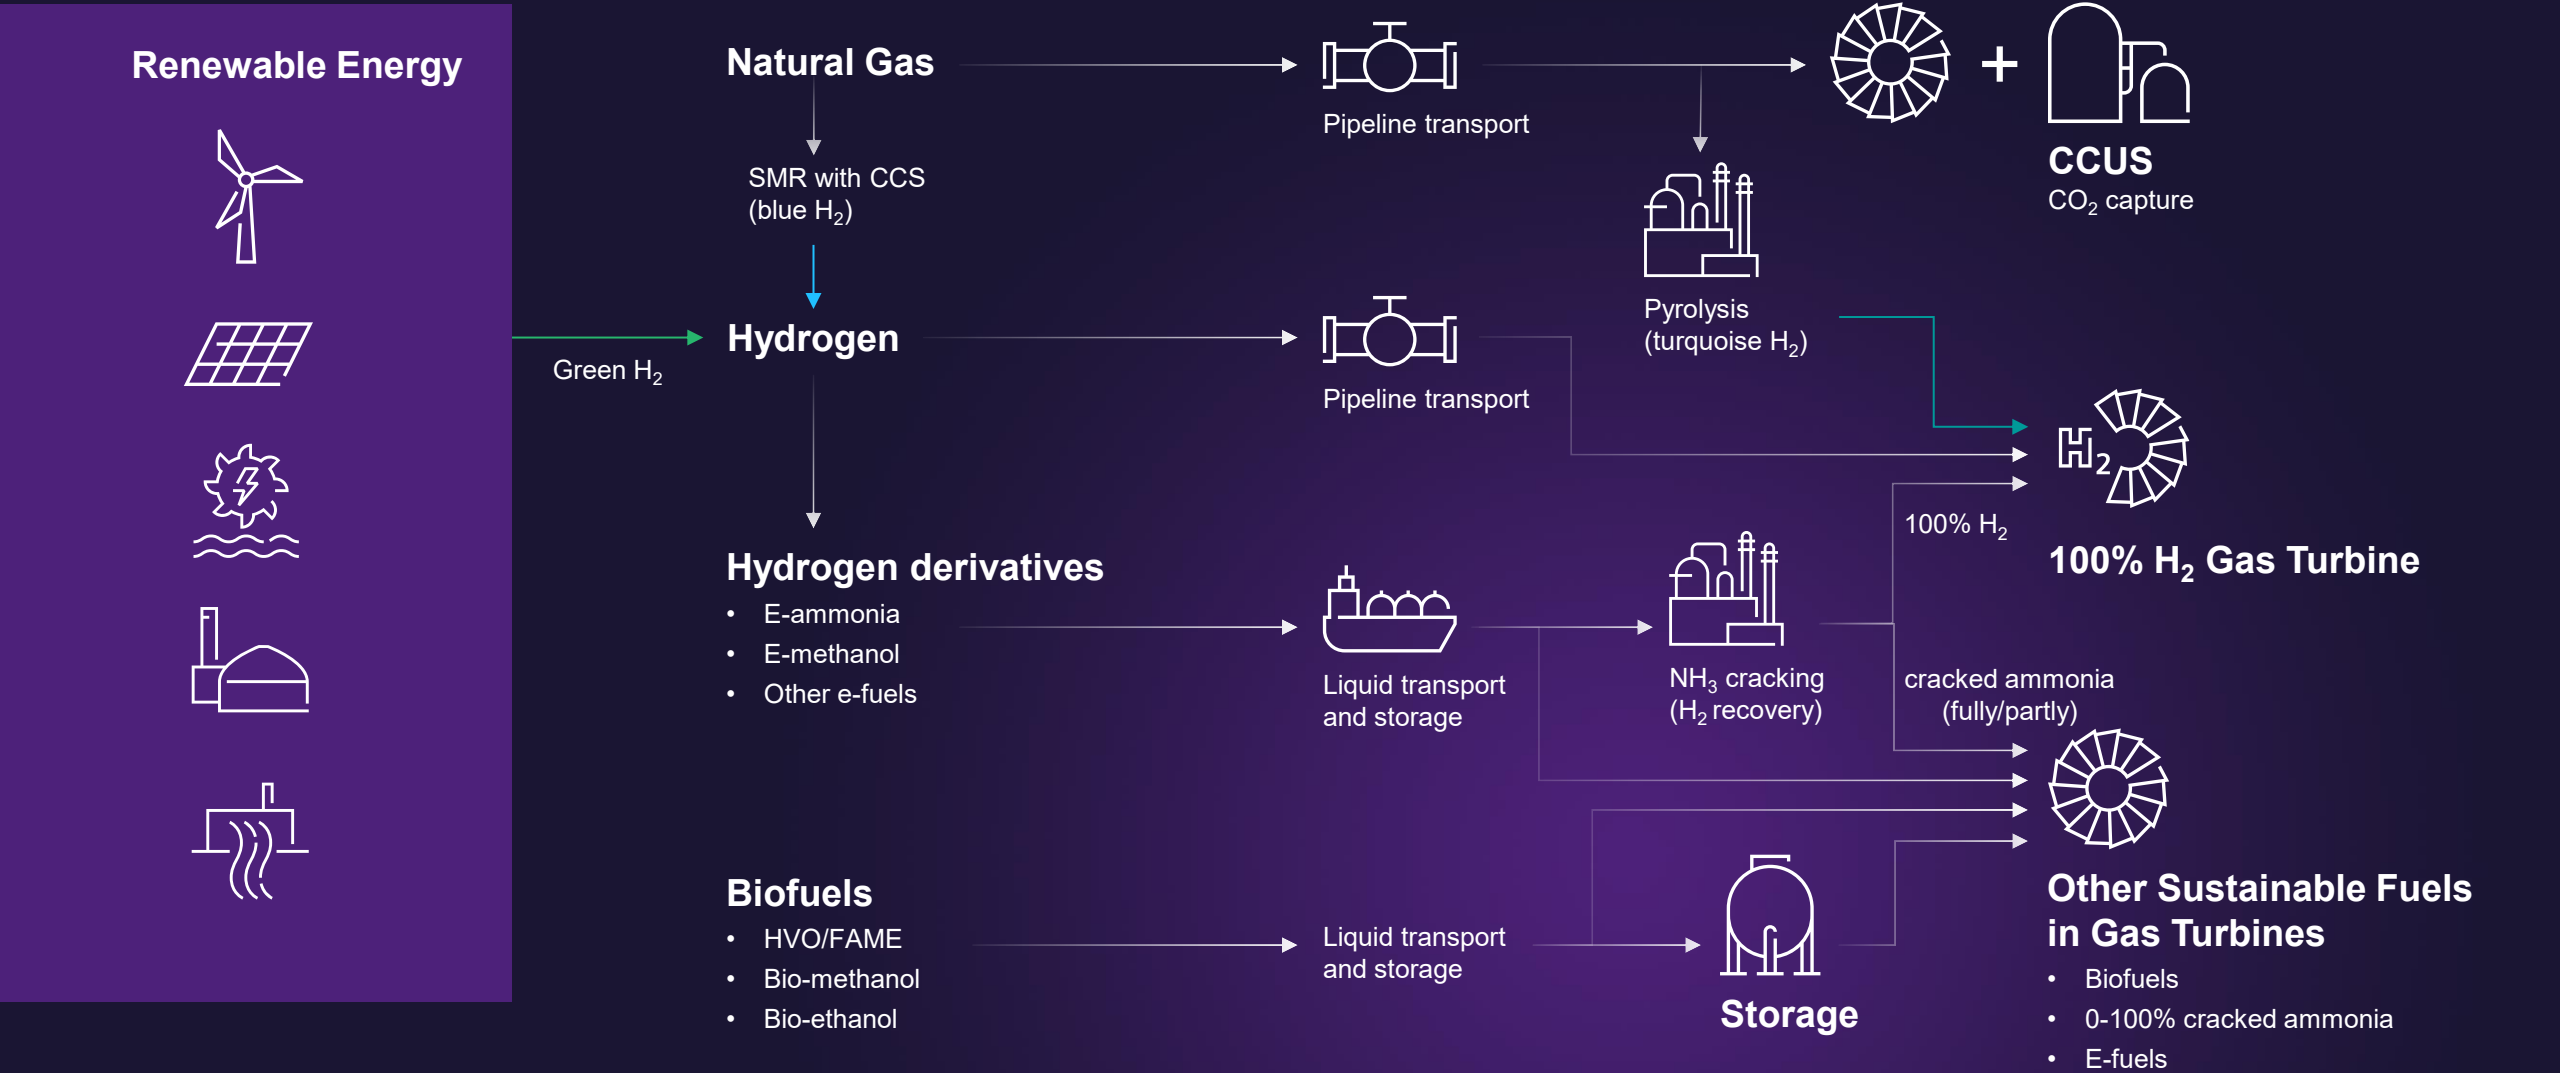 Renewable Energy
Natural Gas
Pipeline transport
CCUS
CO₂ capture
SMR with CCS
(blue H₂)
Pyrolysis
(turquoise H₂)
Green H₂
Hydrogen
Pipeline transport
H₂
100% H₂
100% H₂ Gas Turbine
Hydrogen derivatives
• E-ammonia
• E-methanol
• Other e-fuels
Liquid transport
and storage
NH₃ cracking
(H₂ recovery)
cracked ammonia
(fully/partly)
Biofuels
• HVO/FAME
• Bio-methanol
• Bio-ethanol
Liquid transport
and storage
Storage
Other Sustainable Fuels
in Gas Turbines
• Biofuels
• 0-100% cracked ammonia
• E-fuels